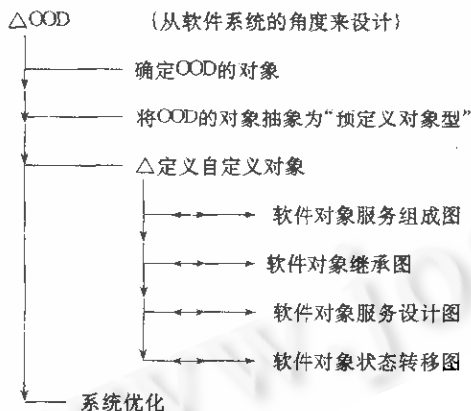 △OOD （从软件系统的角度来设计）
确定OOD的对象
将OOD的对象抽象为“预定义对象型”
△定义自定义对象
软件对象服务组成图
软件对象继承图
软件对象服务设计图
软件对象状态转移图
系统优化